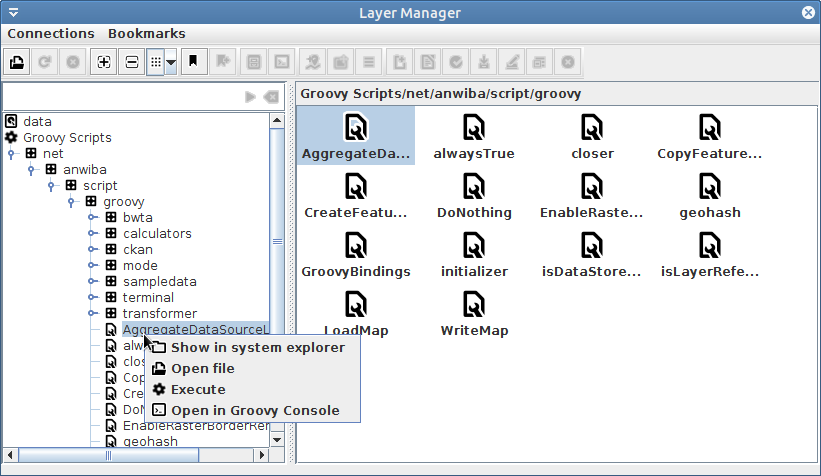 Layer Manager
Connections Bookmarks
data
Groovy Scripts
net
anwiba
script
groovy
bwta
calculators
ckan
mode
sampledata
terminal
transformer
AggregateDataSourceL
alw
clos
Cop
Cre
DoN
EnableRasterBorderRer
geohash
Show in system explorer
Open file
Execute
Open in Groovy Console
Groovy Scripts/net/anwiba/script/groovy
AggregateDa... alwaysTrue closer CopyFeature...
CreateFeatu... DoNothing EnableRaste... geohash
GroovyBindings initializer isDataStore... isLayerRefe...
LoadMap WriteMap